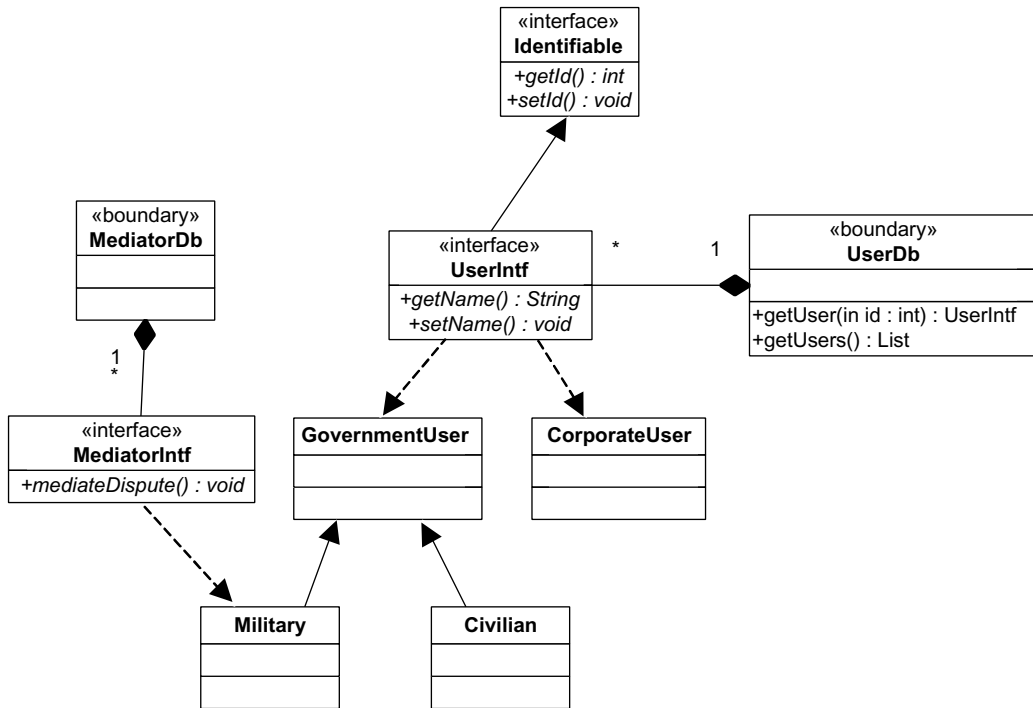 «interface»
Identifiable
+getId() : int
+setId() : void
«boundary»
MediatorDb
«interface»
UserIntf
+getName() : String
+setName() : void
*
1
«boundary»
UserDb
+getUser(in id : int) : UserIntf
+getUsers() : List
1
*
«interface»
MediatorIntf
+mediateDispute() : void
GovernmentUser
CorporateUser
Military
Civilian